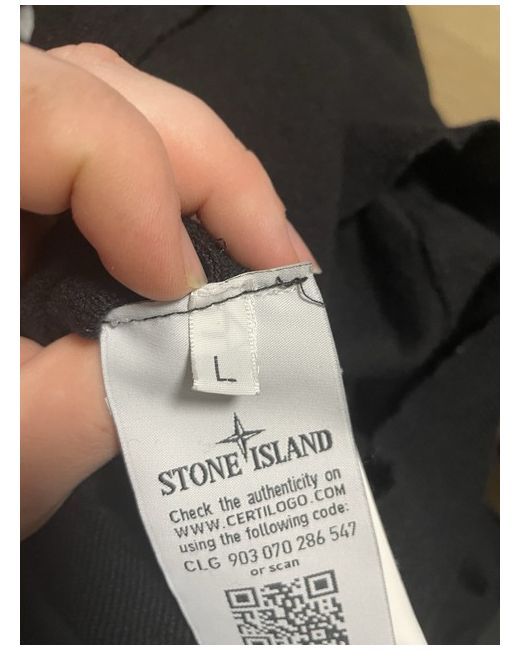 L
STONE ISLAND
Check the authenticity on
WWW.CERTILOGO.COM
using the following code:
CLG 903 070 286 547
or scan